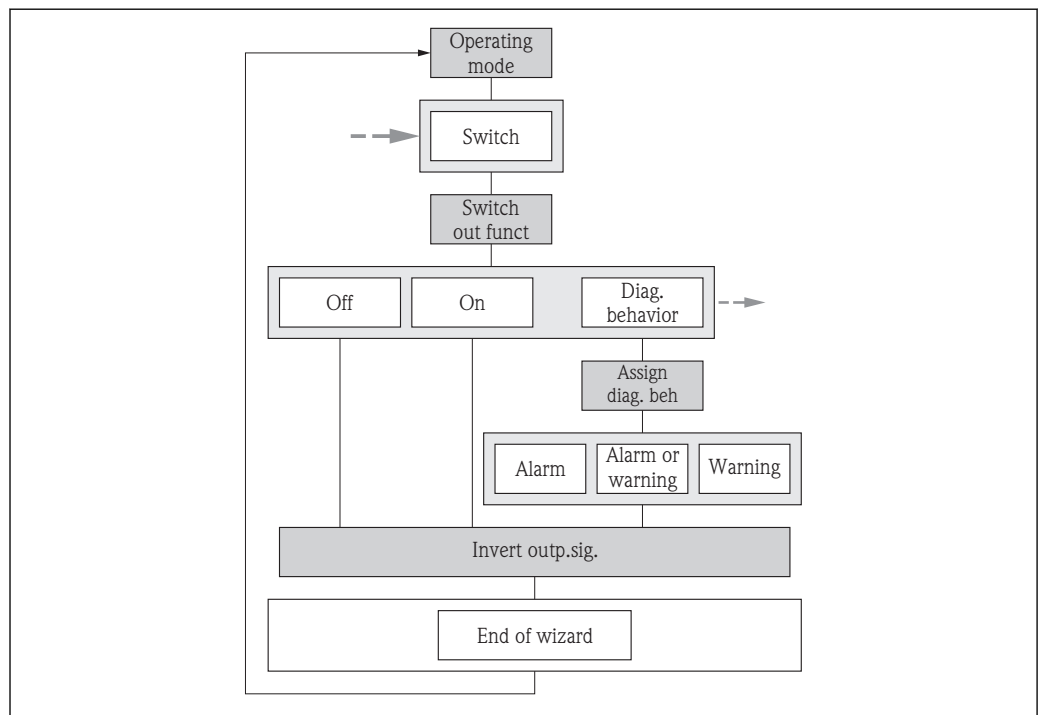 Operating
mode
Switch
Switch
out funct
Off
On
Diag.
behavior
Assign
diag. beh
Alarm
Alarm or
warning
Warning
Invert outp.sig.
End of wizard